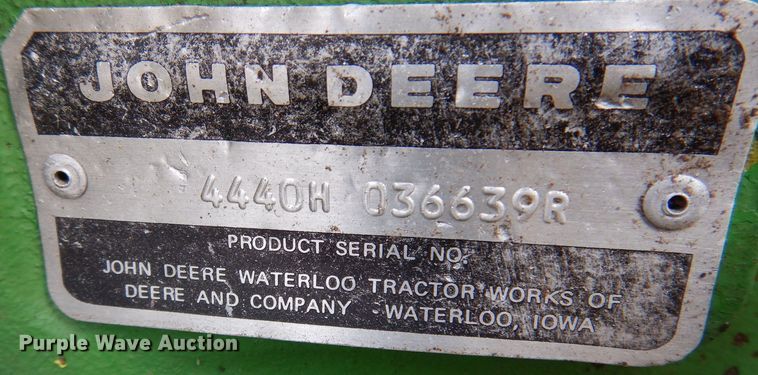 JOHN DEERE
4440H 036639R
PRODUCT SERIAL NO.
JOHN DEERE WATERLOO TRACTOR WORKS OF
DEERE AND COMPANY WATERLOO, IOWA
Purple Wave Auction